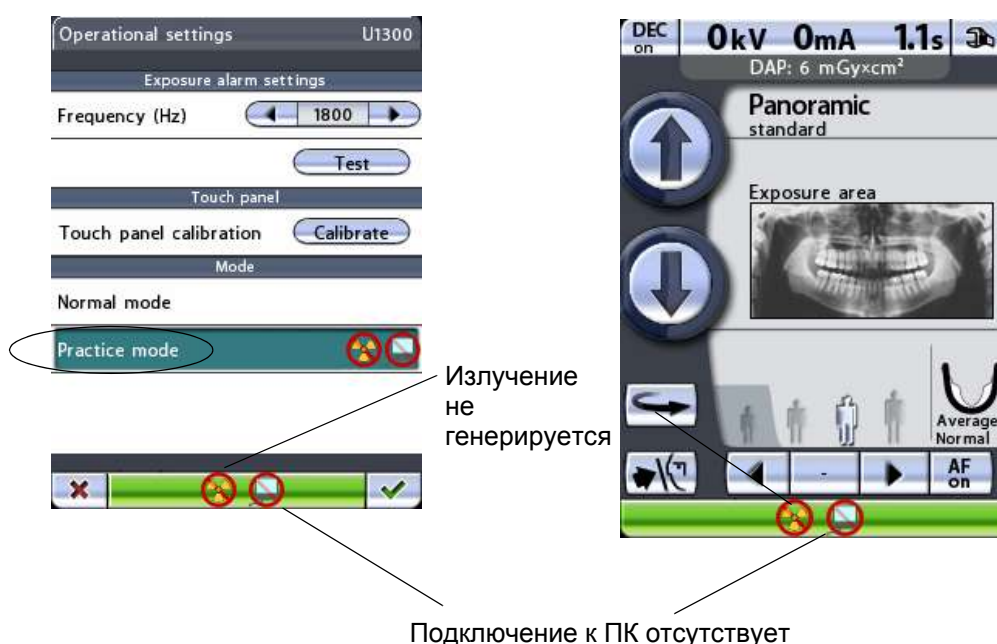 Operational settings U1300
Exposure alarm settings
Frequency (Hz) 1800
Test
Touch panel
Touch panel calibration Calibrate
Mode
Normal mode
Practice mode
Излучение
не
генерируется
DEC
on
0kV 0mA 1.1s
DAP: 6 mGy×cm²
Panoramic
standard
Exposure area
Average
Normal
-
AF
on
Подключение к ПК отсутствует